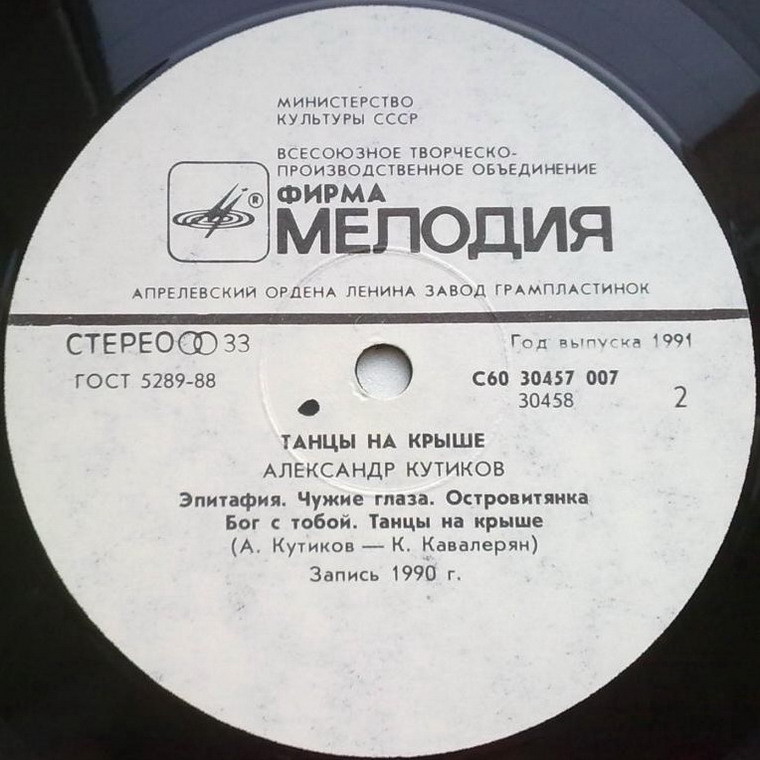 МИНИСТЕРСТВО
КУЛЬТУРЫ СССР
ВСЕСОЮЗНОЕ ТВОРЧЕСКО-
ПРОИЗВОДСТВЕННОЕ ОБЪЕДИНЕНИЕ
ФИРМА
®
МЕЛОДИЯ
АПРЕЛЕВСКИЙ ОРДЕНА ЛЕНИНА ЗАВОД ГРАМПЛАСТИНОК
СТЕРЕО 33
Год выпуска 1991
ГОСТ 5289-88
С60 30457 007
30458
2
ТАНЦЫ НА КРЫШЕ
АЛЕКСАНДР КУТИКОВ
Эпитафия. Чужие глаза. Островитянка
Бог с тобой. Танцы на крыше
(А. Кутиков — К. Кавалерян)
Запись 1990 г.